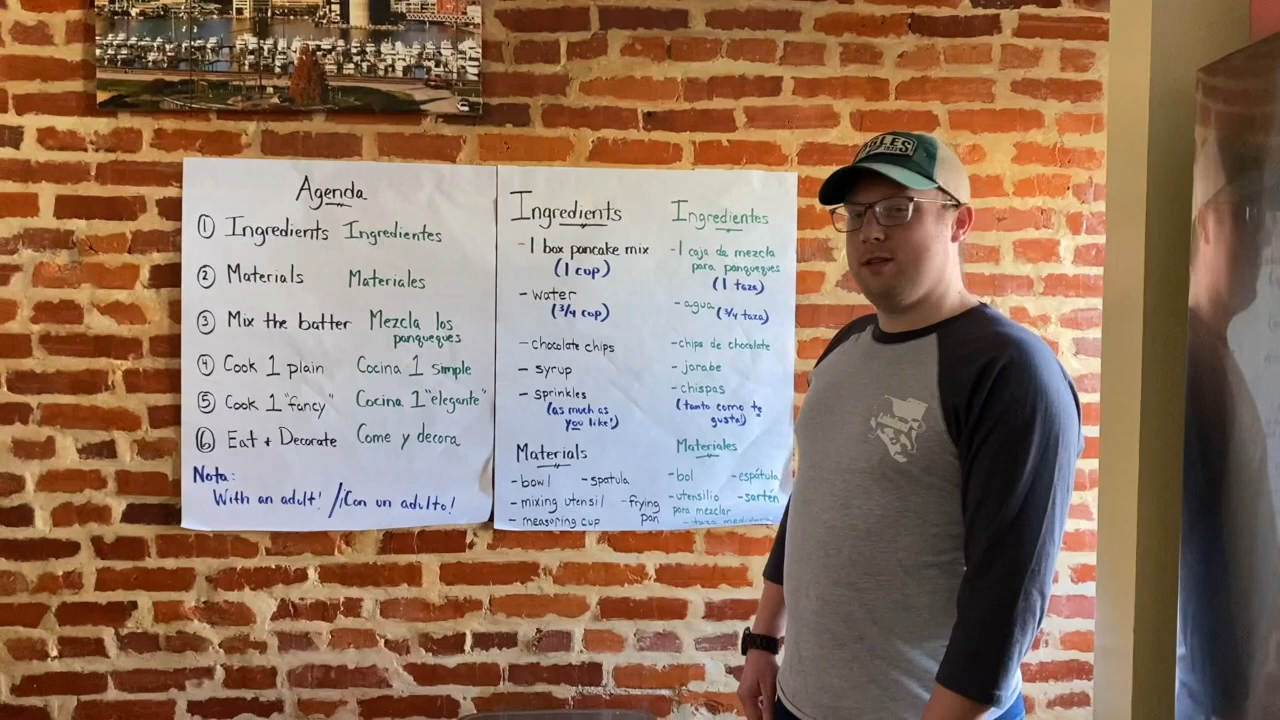 Agenda
① Ingredients Ingredientes
② Materials Materiales
③ Mix the batter Mezcla los
panqueques
④ Cook 1 plain Cocina 1 simple
⑤ Cook 1 "fancy" Cocina 1 "elegante"
⑥ Eat + Decorate Come y decora
Nota:
With an adult! / ¡Con un adulto!
Ingredients
- 1 box pancake mix
(1 cup)
- water
(3/4 cup)
- chocolate chips
- syrup
- sprinkles
(as much as
you like!)
Materials
- bowl - spatula
- mixing utensil - frying
pan
- measuring cup
Ingredientes
- 1 caja de mezcla
para panqueques
(1 taza)
- agua (3/4 taza)
- chips de chocolate
- jarabe
- chispas
(tanto como te
gusta!)
Materiales
- bol - espátula
- utensilio - sartén
para mezclar
- taza medidora
EAGLES
1933